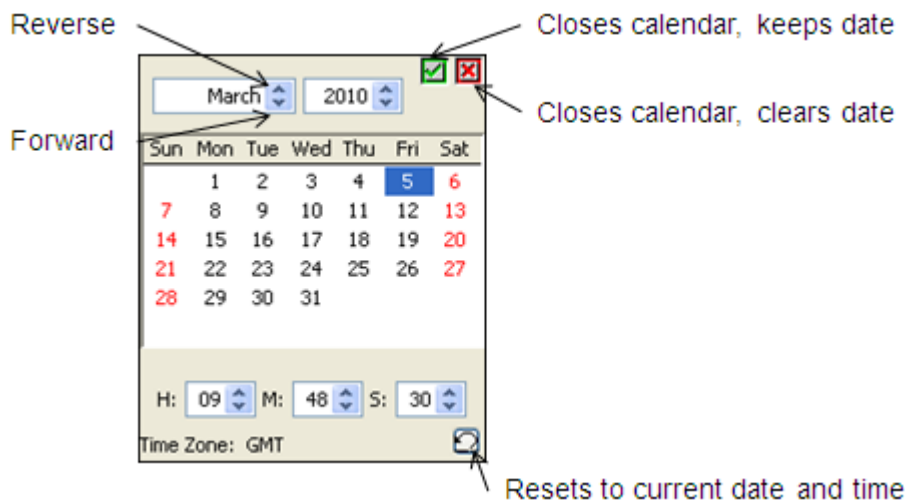 Reverse
Closes calendar, keeps date
March 2010
Closes calendar, clears date
Forward
Sun Mon Tue Wed Thu Fri Sat
1 2 3 4 5 6
7 8 9 10 11 12 13
14 15 16 17 18 19 20
21 22 23 24 25 26 27
28 29 30 31
H: 09 M: 48 S: 30
Time Zone: GMT
Resets to current date and time